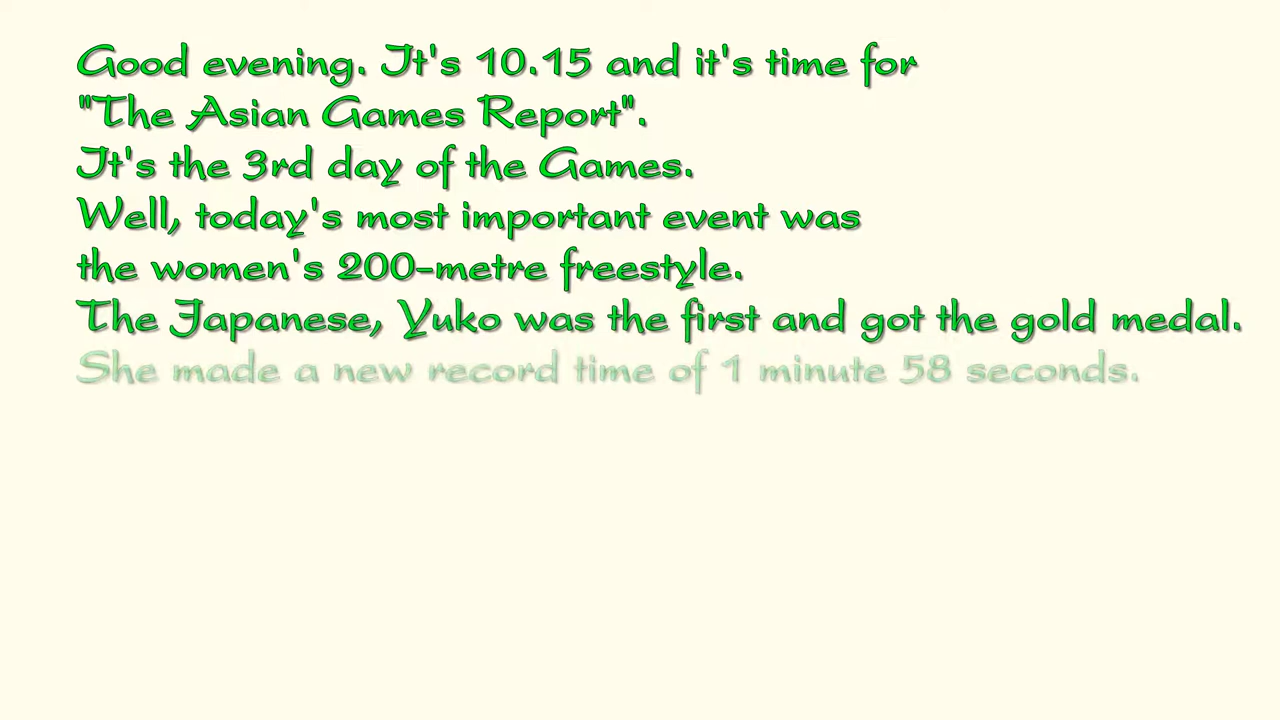 Good evening. It's 10.15 and it's time for
"The Asian Games Report".
It's the 3rd day of the Games.
Well, today's most important event was
the women's 200-metre freestyle.
The Japanese, Yuko was the first and got the gold medal.
She made a new record time of 1 minute 58 seconds.